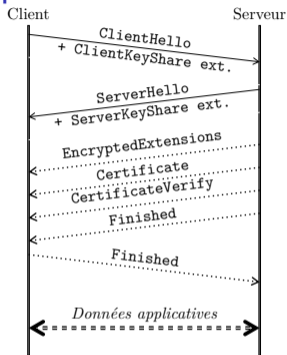 Client Serveur
ClientHello
+ ClientKeyShare ext.
ServerHello
+ ServerKeyShare ext.
EncryptedExtensions
Certificate
CertificateVerify
Finished
Finished
Données applicatives